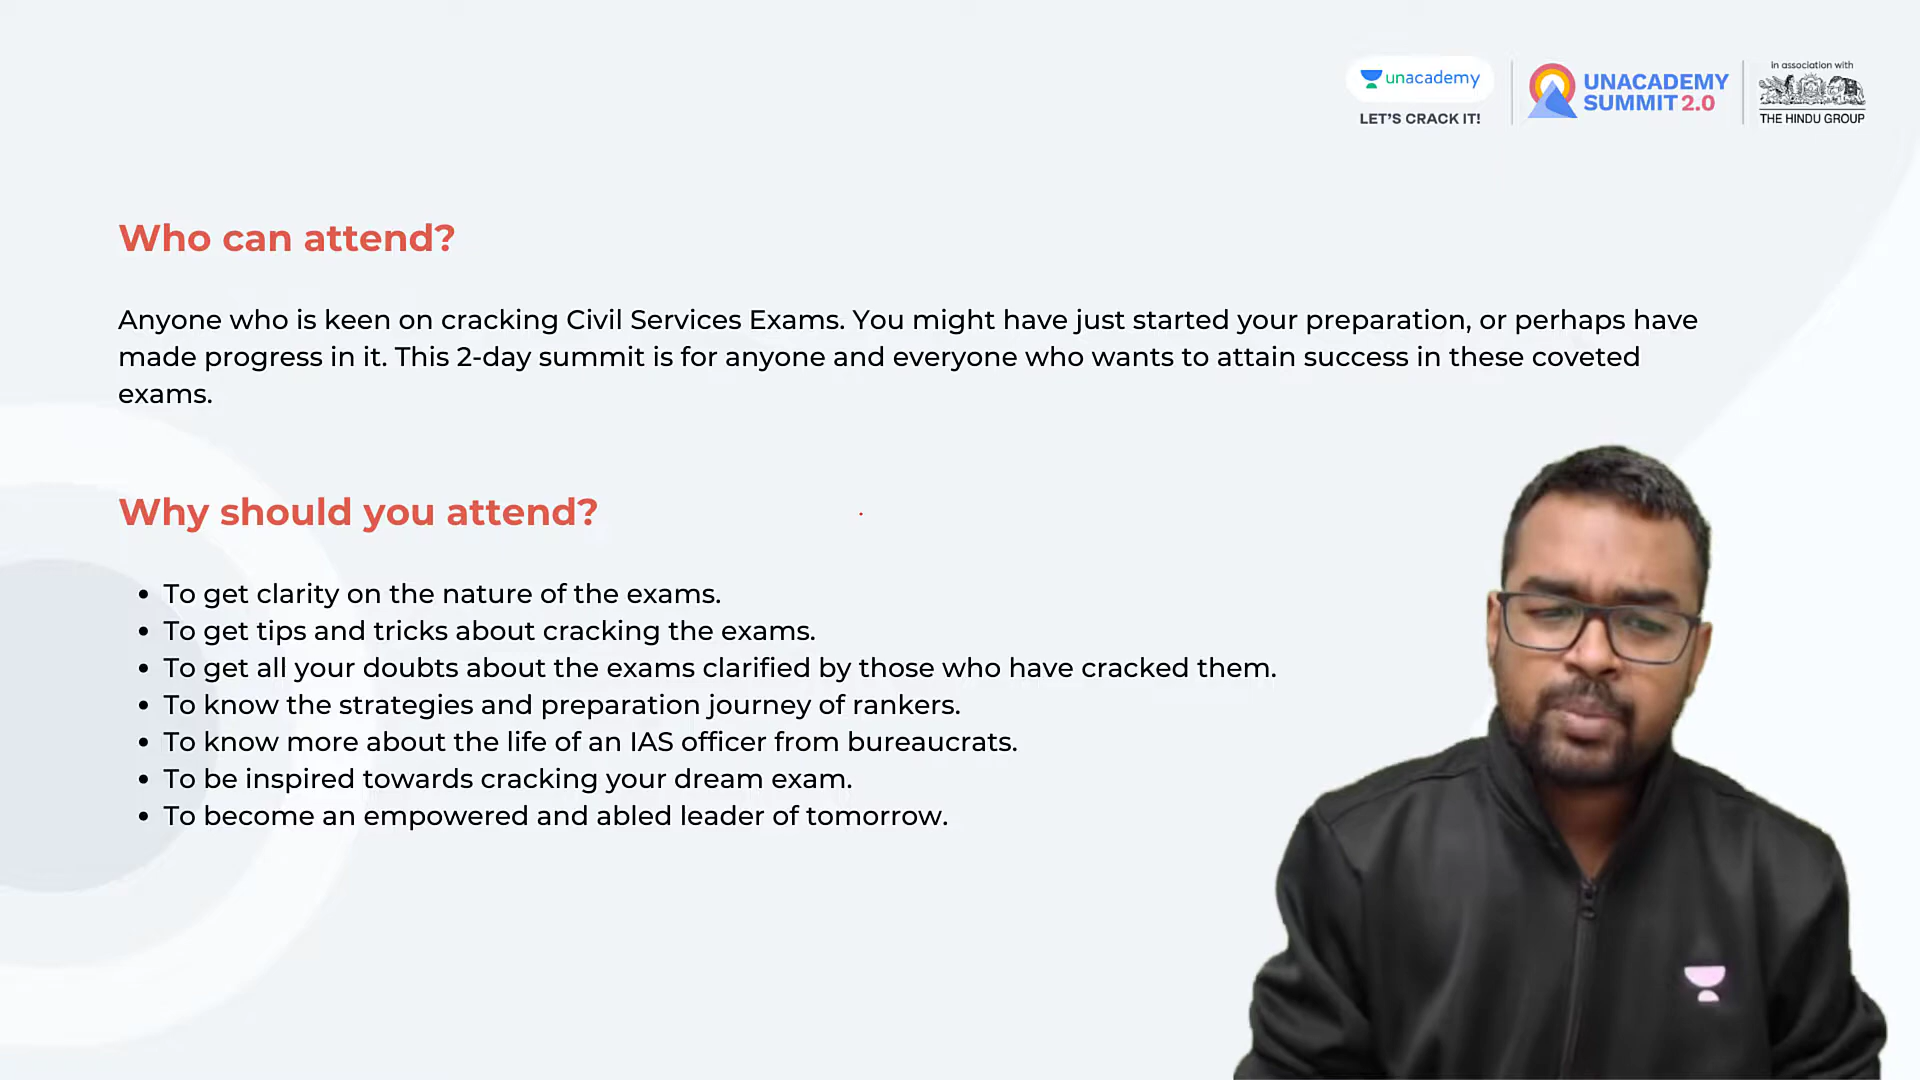 unacademy
LET'S CRACK IT!
UNACADEMY
SUMMIT 2.0
In association with
THE HINDU GROUP
Who can attend?
Anyone who is keen on cracking Civil Services Exams. You might have just started your preparation, or perhaps have
made progress in it. This 2-day summit is for anyone and everyone who wants to attain success in these coveted
exams.
Why should you attend?
• To get clarity on the nature of the exams.
• To get tips and tricks about cracking the exams.
• To get all your doubts about the exams clarified by those who have cracked them.
• To know the strategies and preparation journey of rankers.
• To know more about the life of an IAS officer from bureaucrats.
• To be inspired towards cracking your dream exam.
• To become an empowered and abled leader of tomorrow.